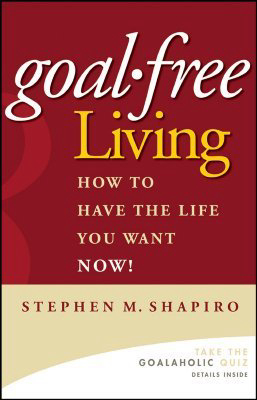 goal·free
Living
HOW TO
HAVE THE LIFE
YOU WANT
NOW!
STEPHEN M. SHAPIRO
TAKE THE
GOALAHOLIC QUIZ
DETAILS INSIDE